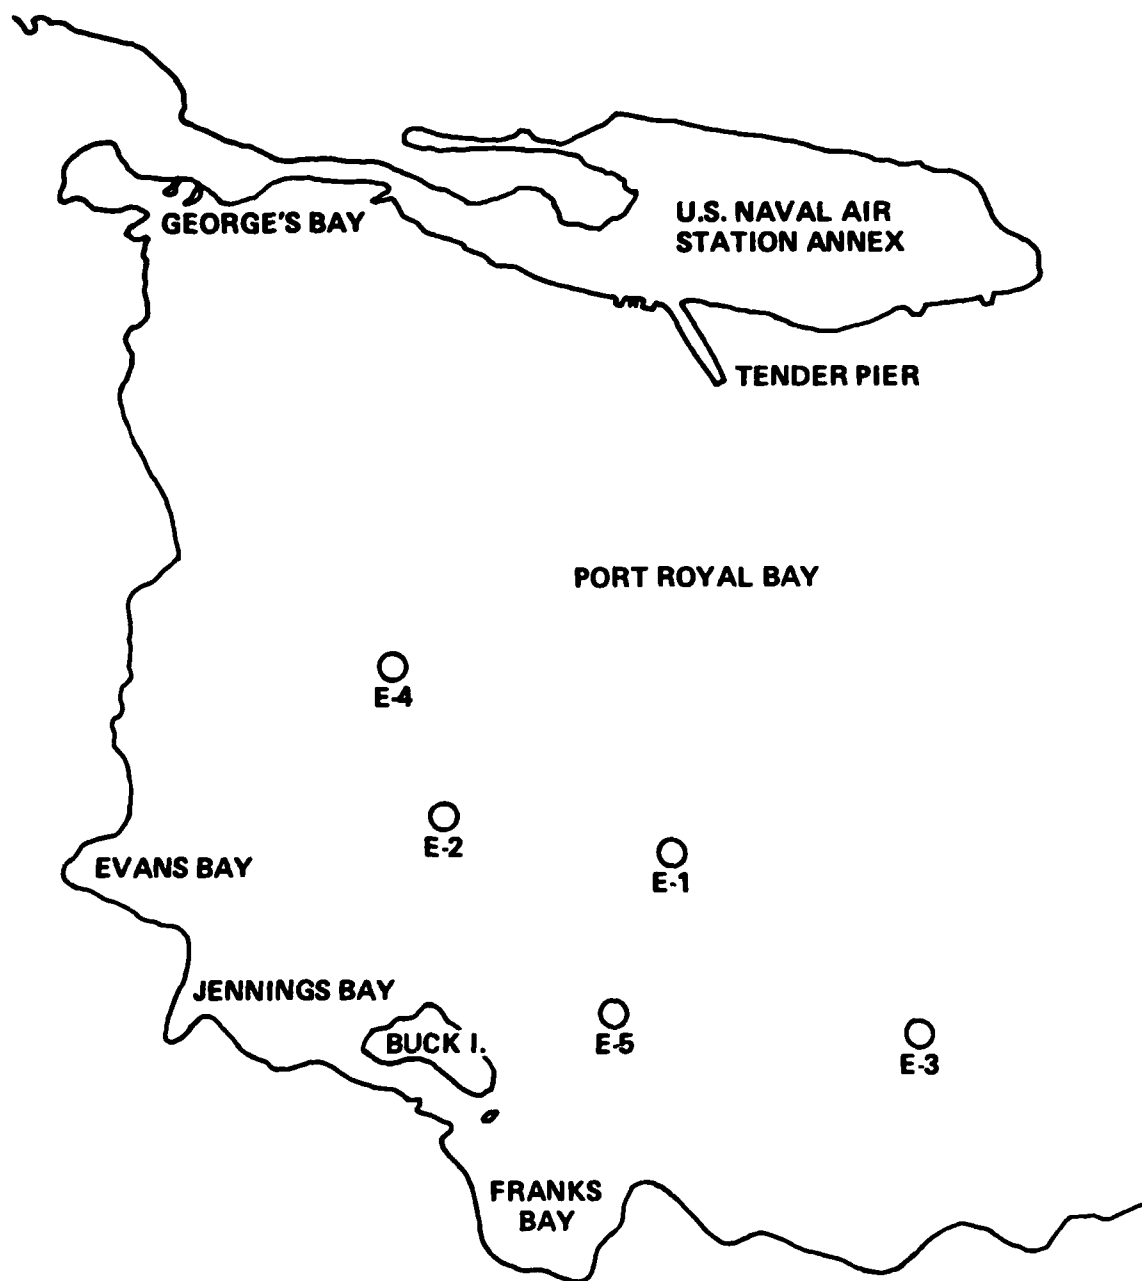 U.S. NAVAL AIR
STATION ANNEX
GEORGE'S BAY
TENDER PIER
PORT ROYAL BAY
E-4
E-2
E-1
EVANS BAY
JENNINGS BAY
BUCK I.
E-5
E-3
FRANKS
BAY